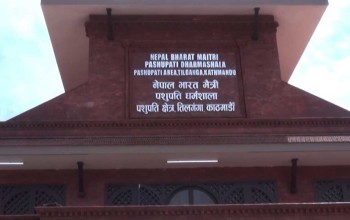 NEPAL BHARAT MAITRI
PASHUPATI DHARMASHALA
PASHUPATI AREA,TILGANGA,KATHMANDU
नेपाल भारत मैत्री
पशुपति धर्मशाला
पशुपति क्षेत्र तिलगंगा काठमाडौं